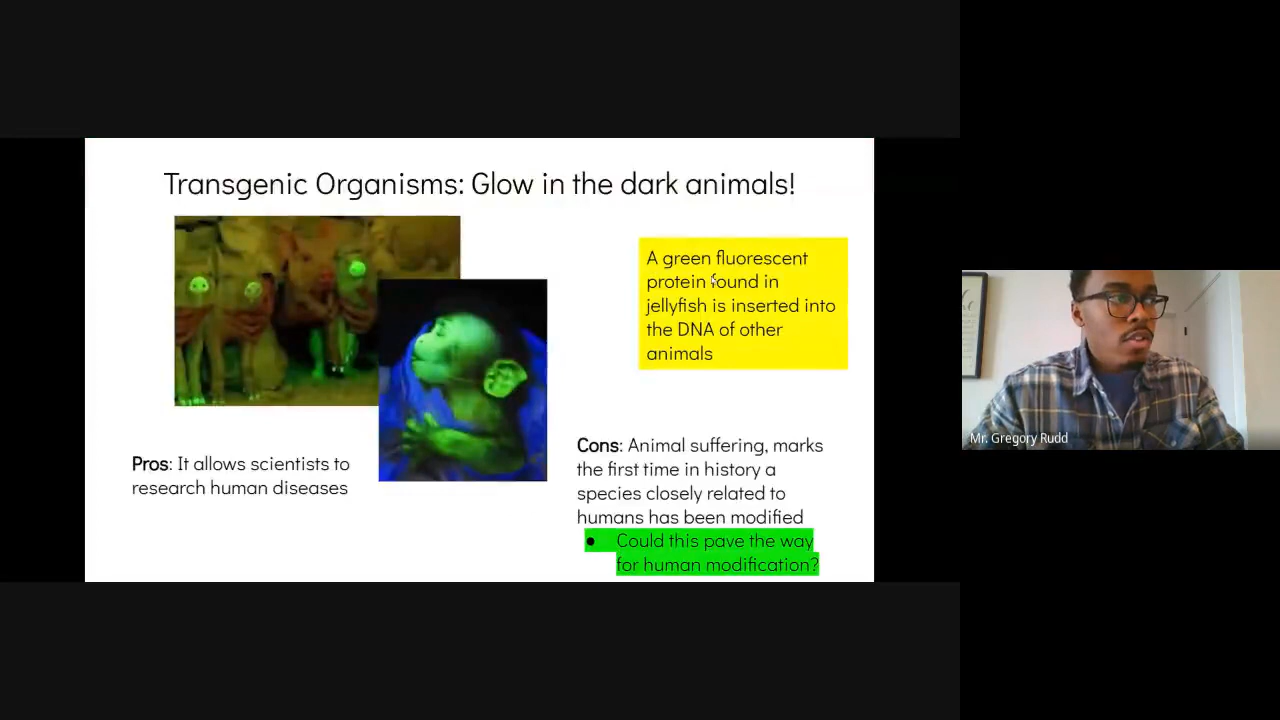 Transgenic Organisms: Glow in the dark animals!
A green fluorescent
protein found in
jellyfish is inserted into
the DNA of other
animals
Pros: It allows scientists to
research human diseases
Cons: Animal suffering, marks
the first time in history a
species closely related to
humans has been modified
● Could this pave the way
for human modification?
Mr. Gregory Rudd